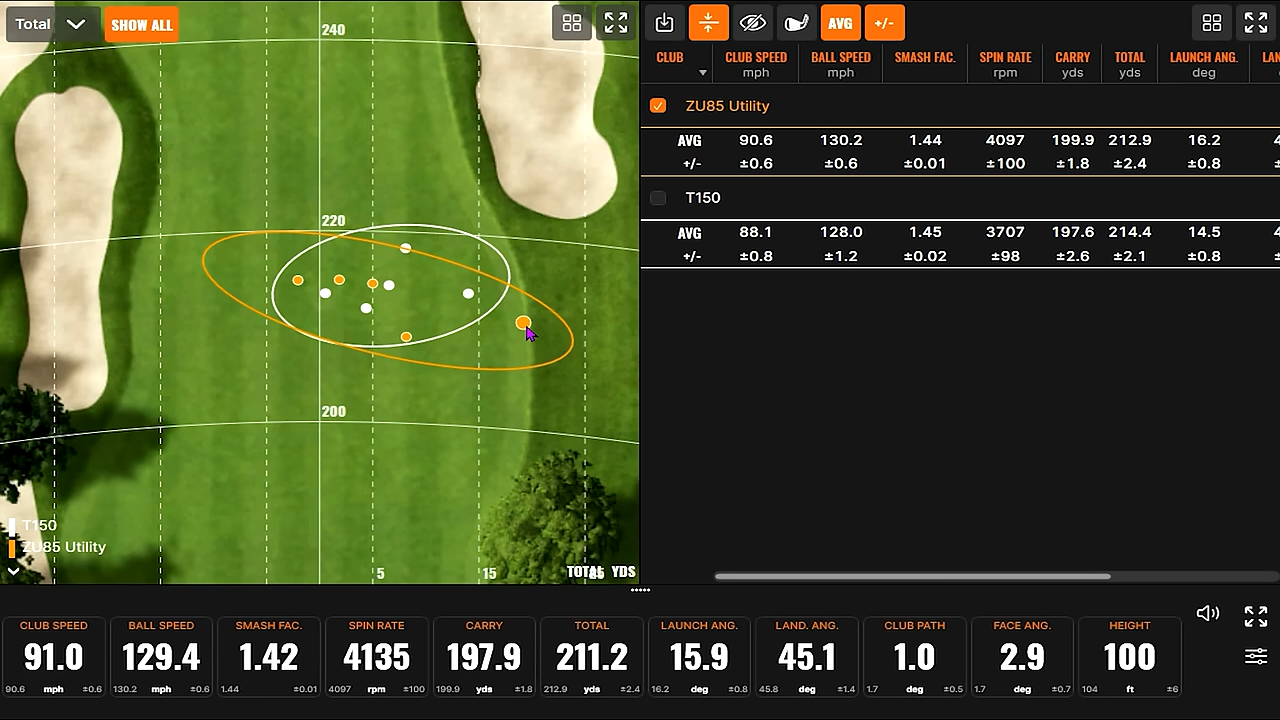 Total
SHOW ALL
240
220
200
5
15
TOTAL YDS
T150
ZU85 Utility
AVG
+/-
CLUB CLUB SPEED BALL SPEED SMASH FAC. SPIN RATE CARRY TOTAL LAUNCH ANG. LAN
mph mph rpm yds yds deg
ZU85 Utility
AVG 90.6 130.2 1.44 4097 199.9 212.9 16.2 4
+/- ±0.6 ±0.6 ±0.01 ±100 ±1.8 ±2.4 ±0.8 ±
T150
AVG 88.1 128.0 1.45 3707 197.6 214.4 14.5 4
+/- ±0.8 ±1.2 ±0.02 ±98 ±2.6 ±2.1 ±0.8 ±
CLUB SPEED BALL SPEED SMASH FAC. SPIN RATE CARRY TOTAL LAUNCH ANG. LAND. ANG. CLUB PATH FACE ANG. HEIGHT
91.0 129.4 1.42 4135 197.9 211.2 15.9 45.1 1.0 2.9 100
90.6 mph ±0.6 130.2 mph ±0.6 1.44 ±0.01 4097 rpm ±100 199.9 yds ±1.8 212.9 yds ±2.4 16.2 deg ±0.8 45.8 deg ±1.4 1.7 deg ±0.5 1.7 deg ±0.7 104 ft ±6